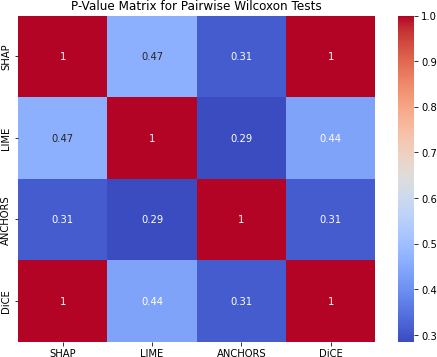 P-Value Matrix for Pairwise Wilcoxon Tests
SHAP 1 0.47 0.31 1
LIME 0.47 1 0.29 0.44
ANCHORS 0.31 0.29 1 0.31
DiCE 1 0.44 0.31 1
SHAP LIME ANCHORS DiCE
1.0
0.9
0.8
0.7
0.6
0.5
0.4
0.3